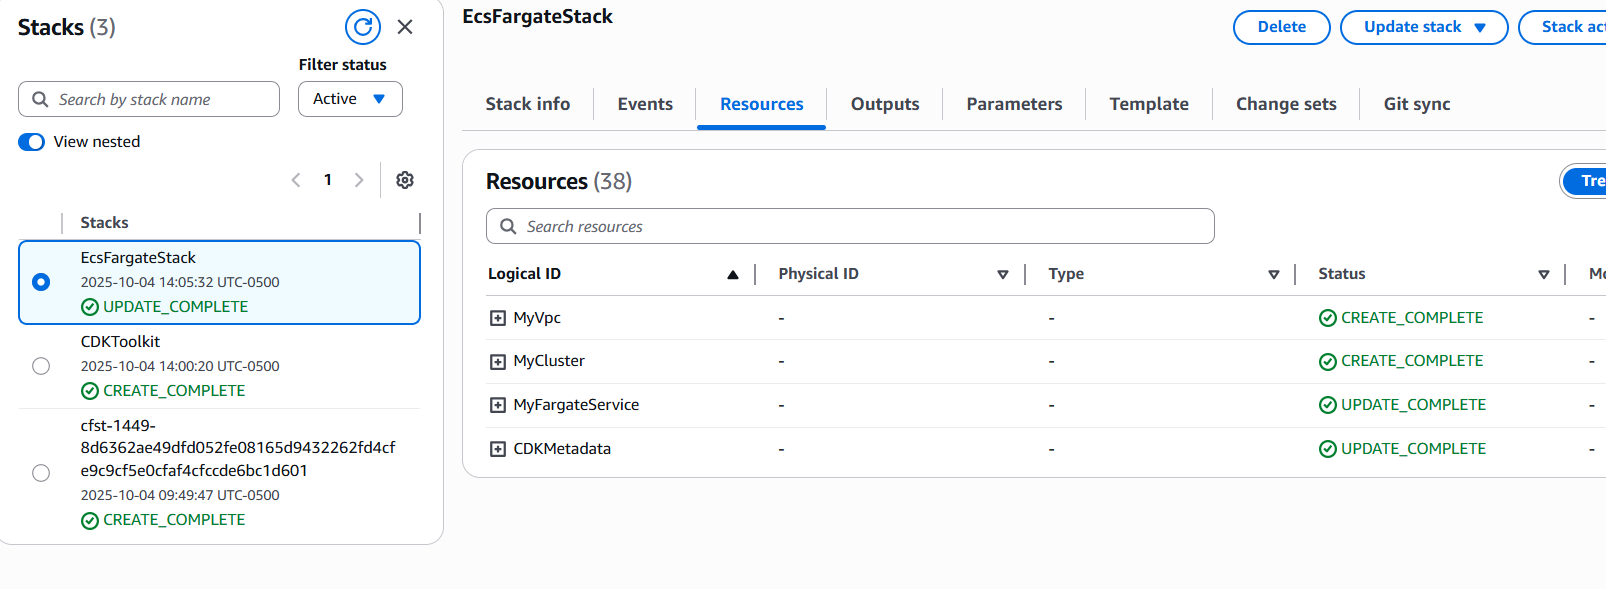 Stacks (3)
Filter status
Search by stack name
Active
View nested
1
Stacks
EcsFargateStack
2025-10-04 14:05:32 UTC-0500
UPDATE_COMPLETE
CDKToolkit
2025-10-04 14:00:20 UTC-0500
CREATE_COMPLETE
cfst-1449-
8d6362ae49dfd052fe08165d9432262fd4cf
e9c9cf5e0cfaf4cfccde6bc1d601
2025-10-04 09:49:47 UTC-0500
CREATE_COMPLETE
EcsFargateStack
Delete
Update stack
Stack act
Stack info
Events
Resources
Outputs
Parameters
Template
Change sets
Git sync
Resources (38)
Tre
Search resources
Logical ID Physical ID Type Status Mo
MyVpc - - CREATE_COMPLETE -
MyCluster - - CREATE_COMPLETE -
MyFargateService - - UPDATE_COMPLETE -
CDKMetadata - - UPDATE_COMPLETE -